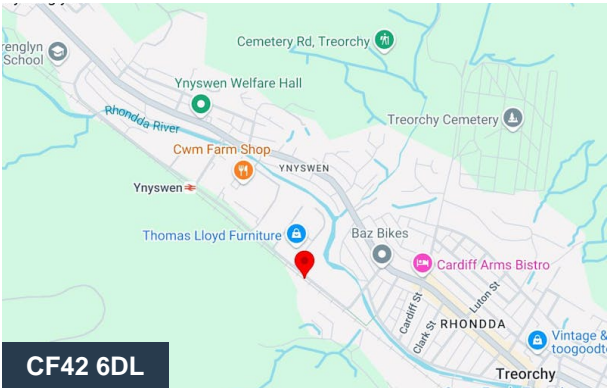 Cemetery Rd, Treorchy
renglyn
School
Ynyswen Welfare Hall
Rhondda River
Treorchy Cemetery
Cwm Farm Shop
YNYSWEN
Ynyswen
Thomas Lloyd Furniture
Baz Bikes
Cardiff Arms Bistro
Cardiff St
Clark St
Luton St
RHONDDA
Vintage &
toogoodt
CF42 6DL
Treorchy